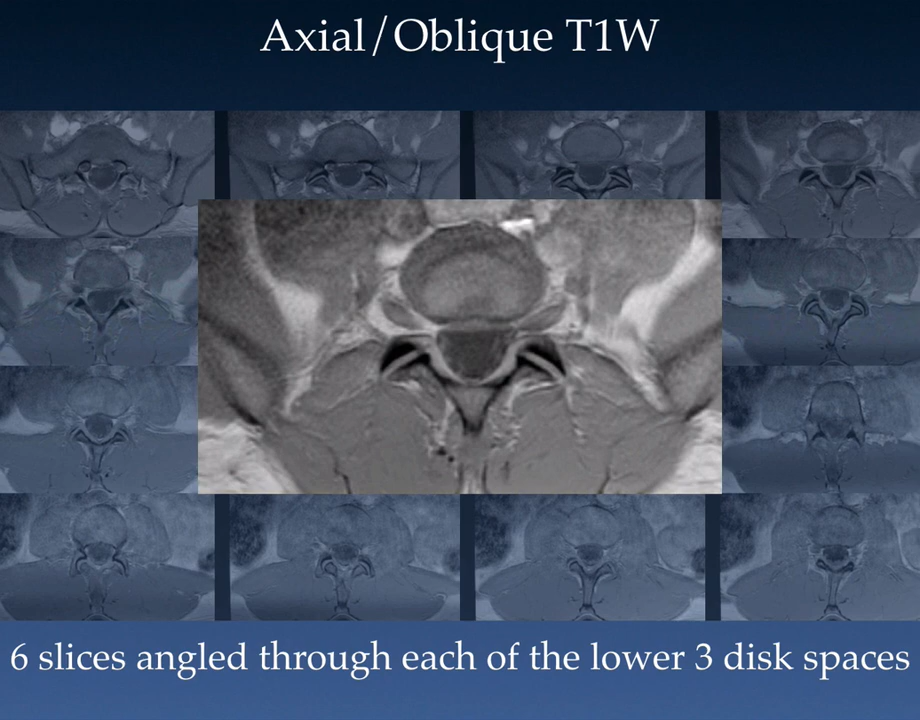 Axial/Oblique T1W
6 slices angled through each of the lower 3 disk spaces